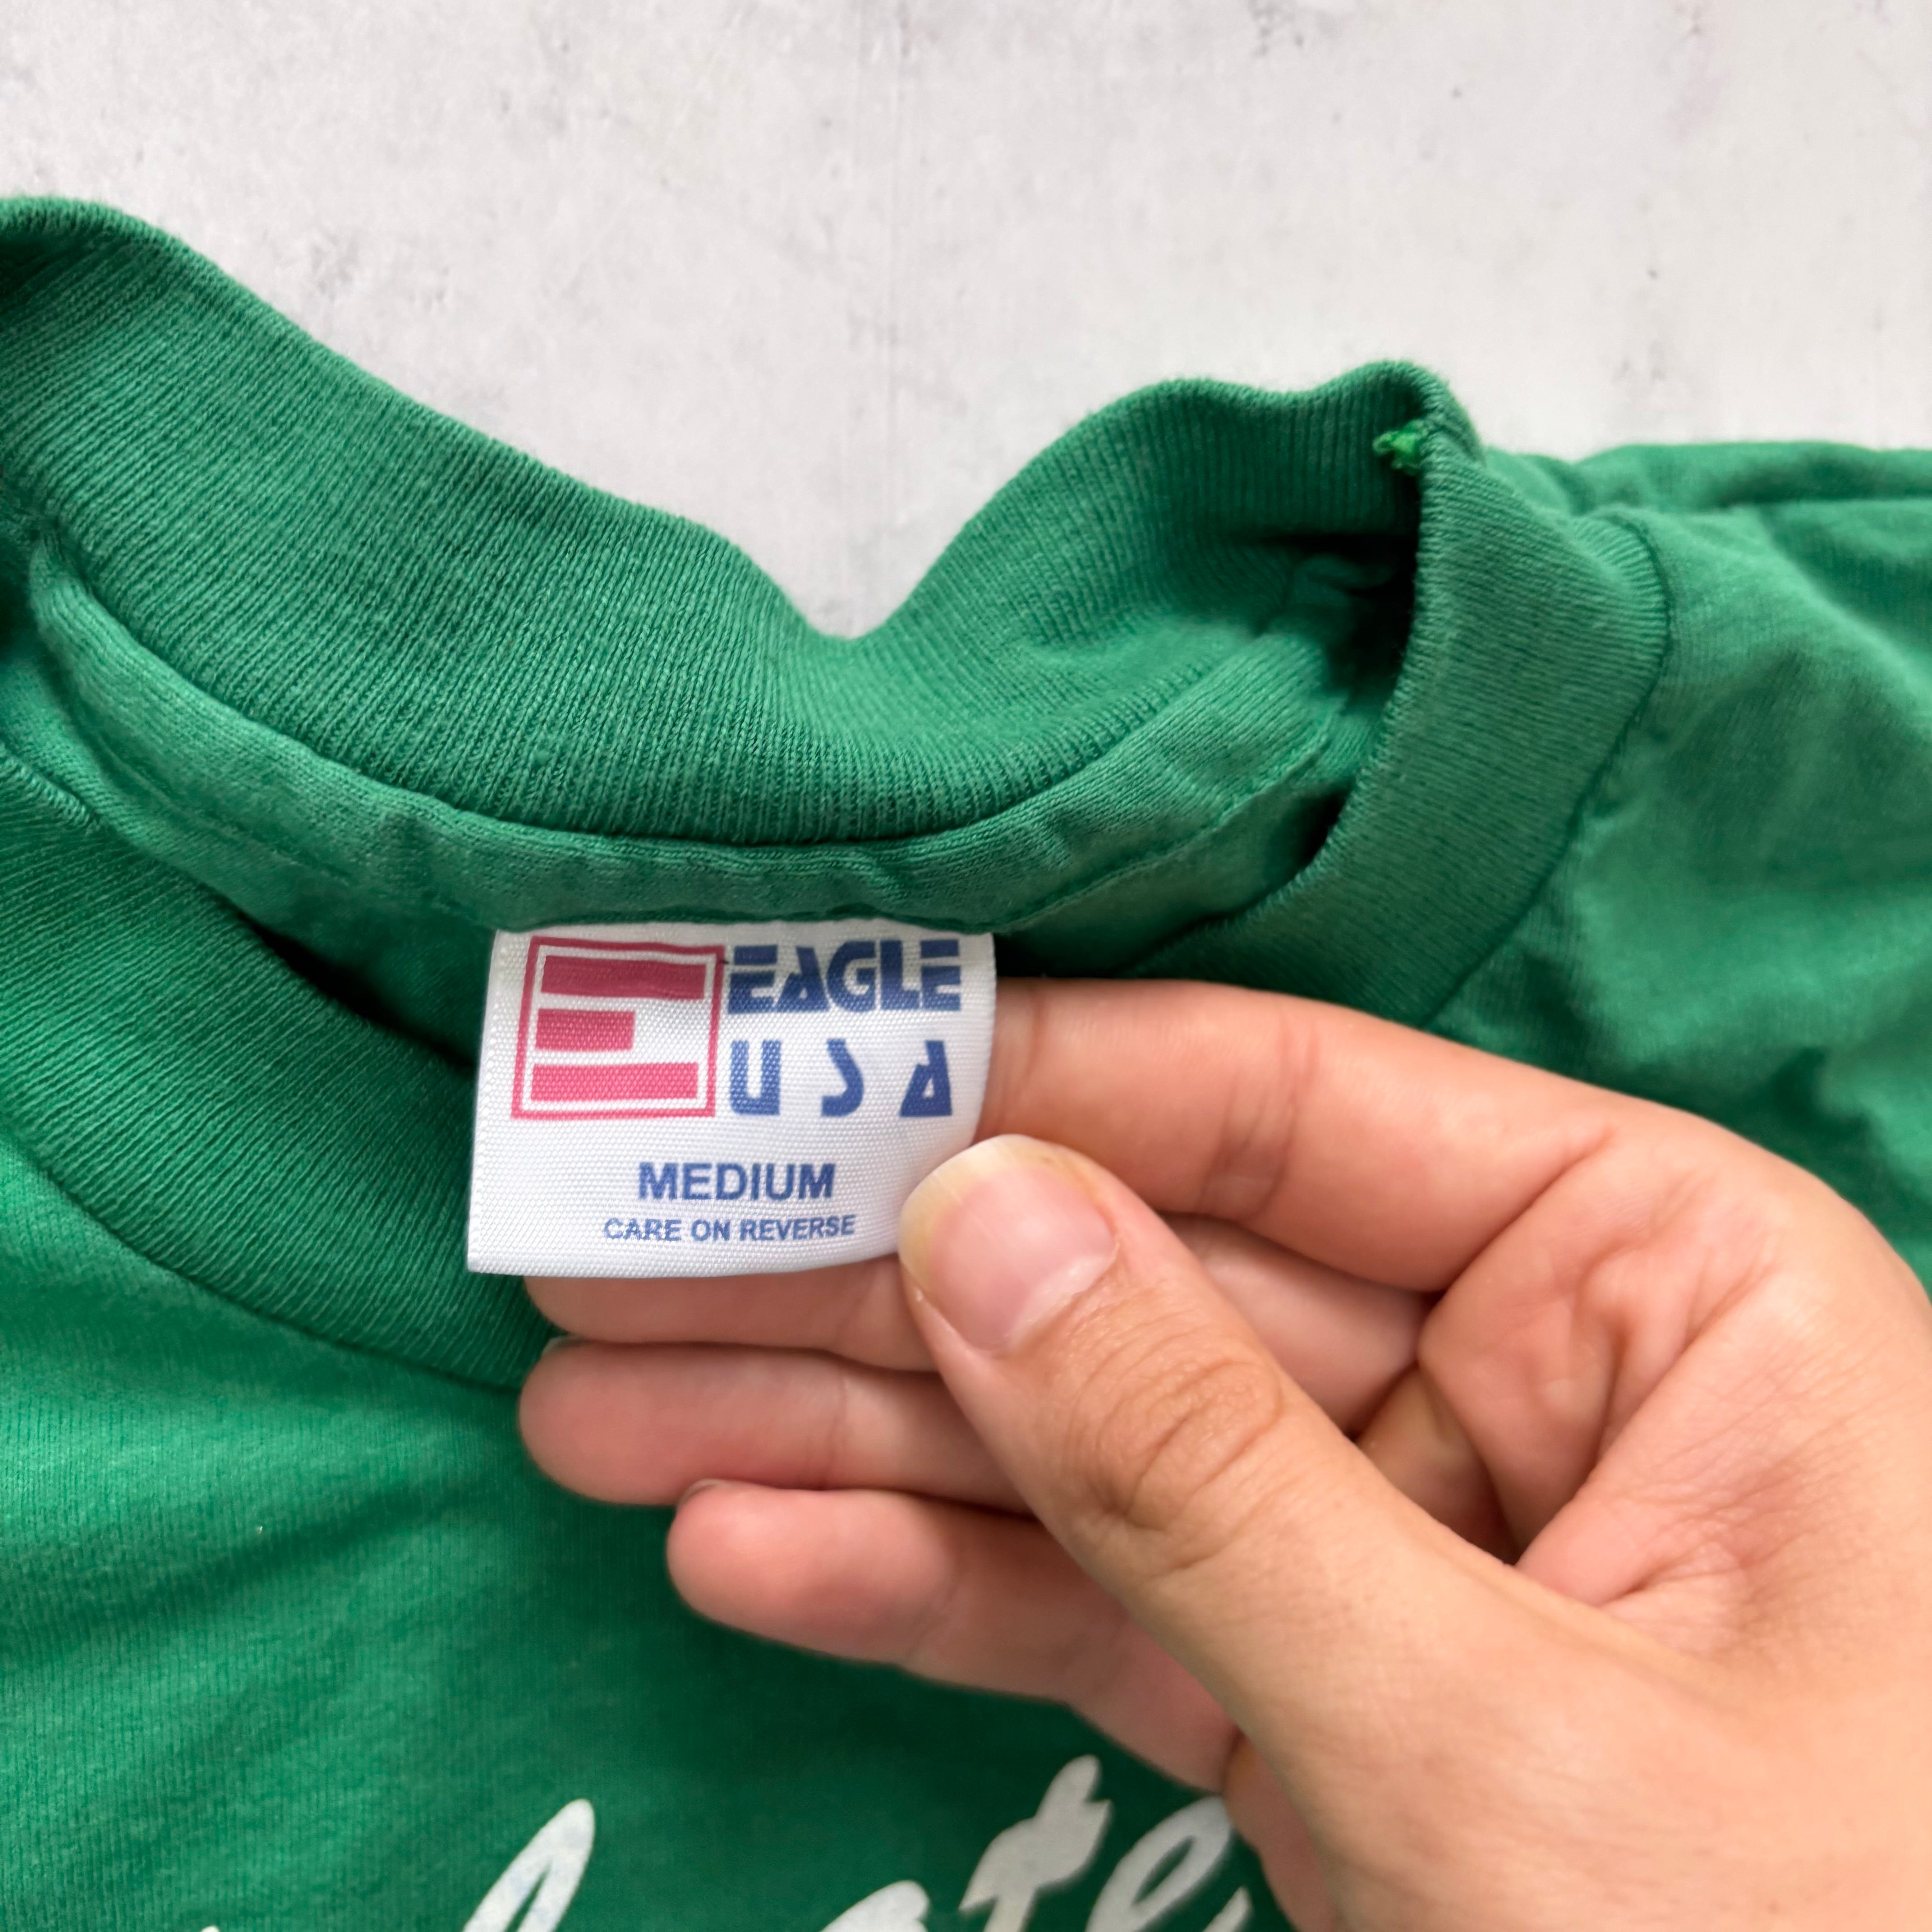 EAGLE
USA
MEDIUM
CARE ON REVERSE